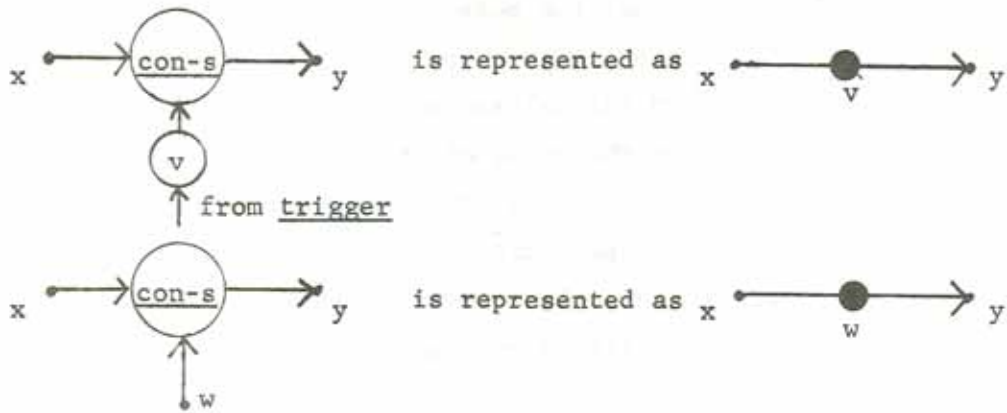 con-s
x y is represented as x y
v
v
from trigger
con-s
x y is represented as x y
w
w